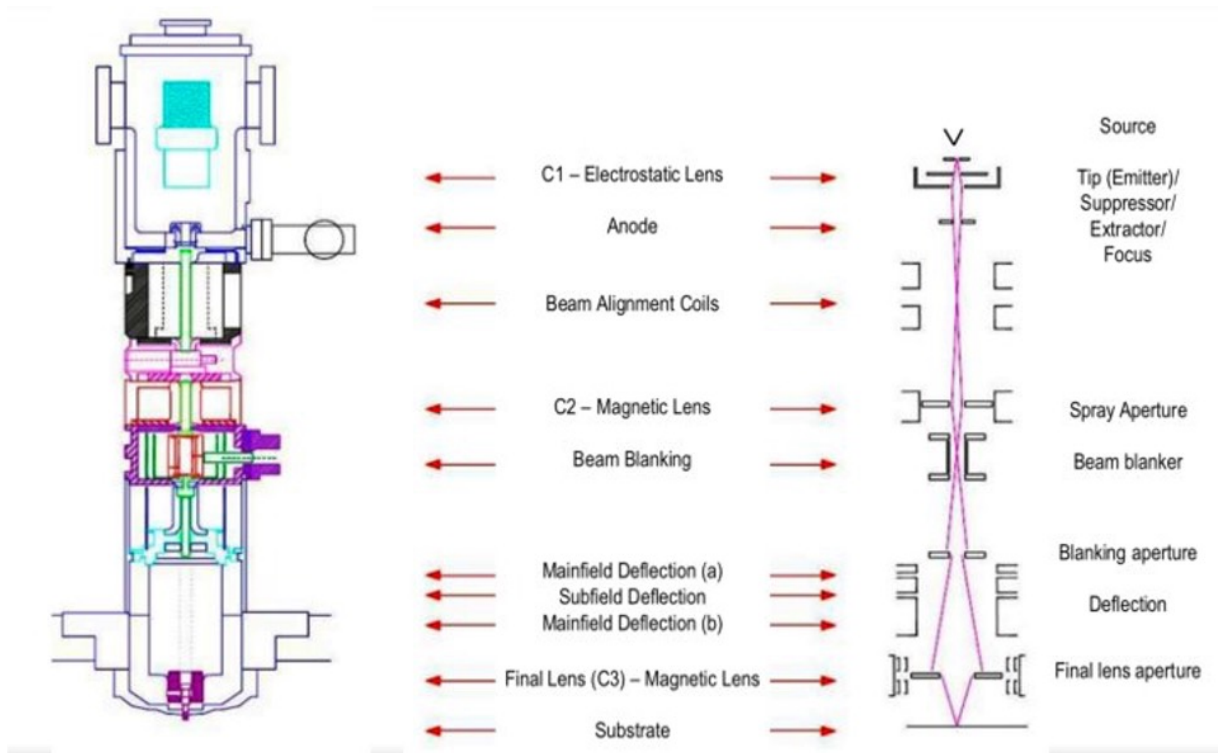 C1 – Electrostatic Lens
Anode
Beam Alignment Coils
C2 – Magnetic Lens
Beam Blanking
Mainfield Deflection (a)
Subfield Deflection
Mainfield Deflection (b)
Final Lens (C3) – Magnetic Lens
Substrate
Source
Tip (Emitter)/
Suppressor/
Extractor/
Focus
Spray Aperture
Beam blanker
Blanking aperture
Deflection
Final lens aperture